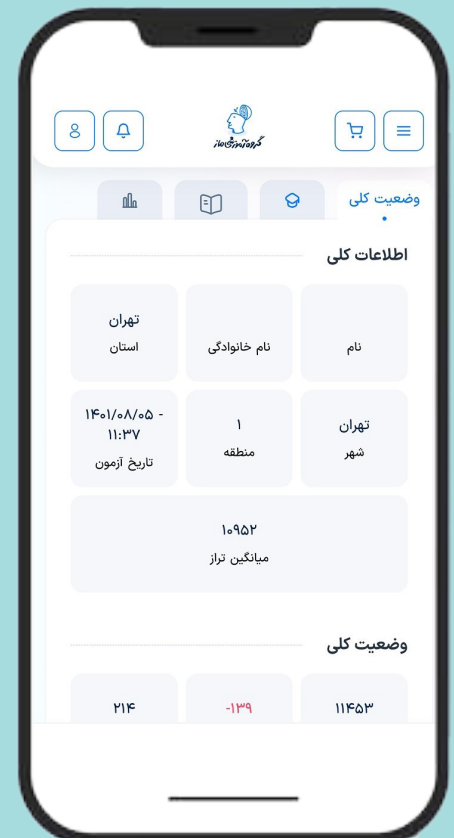 گروه آموزشی ماز
وضعیت کلی
اطلاعات کلی
نام
نام خانوادگی
تهران
استان
تهران
شهر
۱
منطقه
۱۴۰۱/۰۸/۰۵ -
۱۱:۳۷
تاریخ آزمون
۱۰۹۵۲
میانگین تراز
وضعیت کلی
۱۱۴۵۳
-۱۳۹
۲۱۴